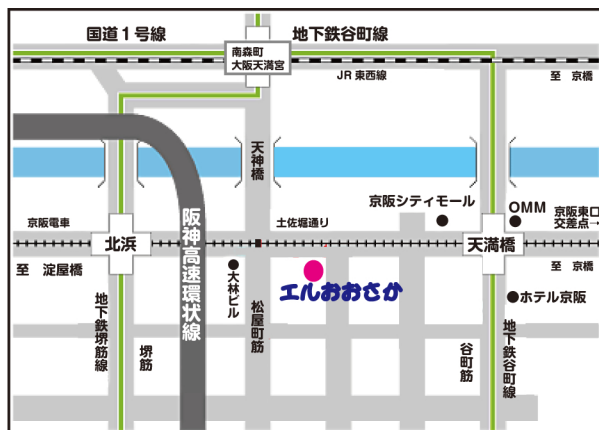 国道1号線
地下鉄谷町線
南森町
大阪天満宮
JR東西線
至 京橋
天神橋
阪神高速環状線
京阪シティモール
OMM
京阪東口
交差点→
京阪電車
土佐堀通り
北浜
天満橋
至 淀屋橋
至 京橋
大林ビル
エルおおさか
ホテル京阪
地下鉄堺筋線
堺筋
松屋町筋
谷町筋
地下鉄谷町線